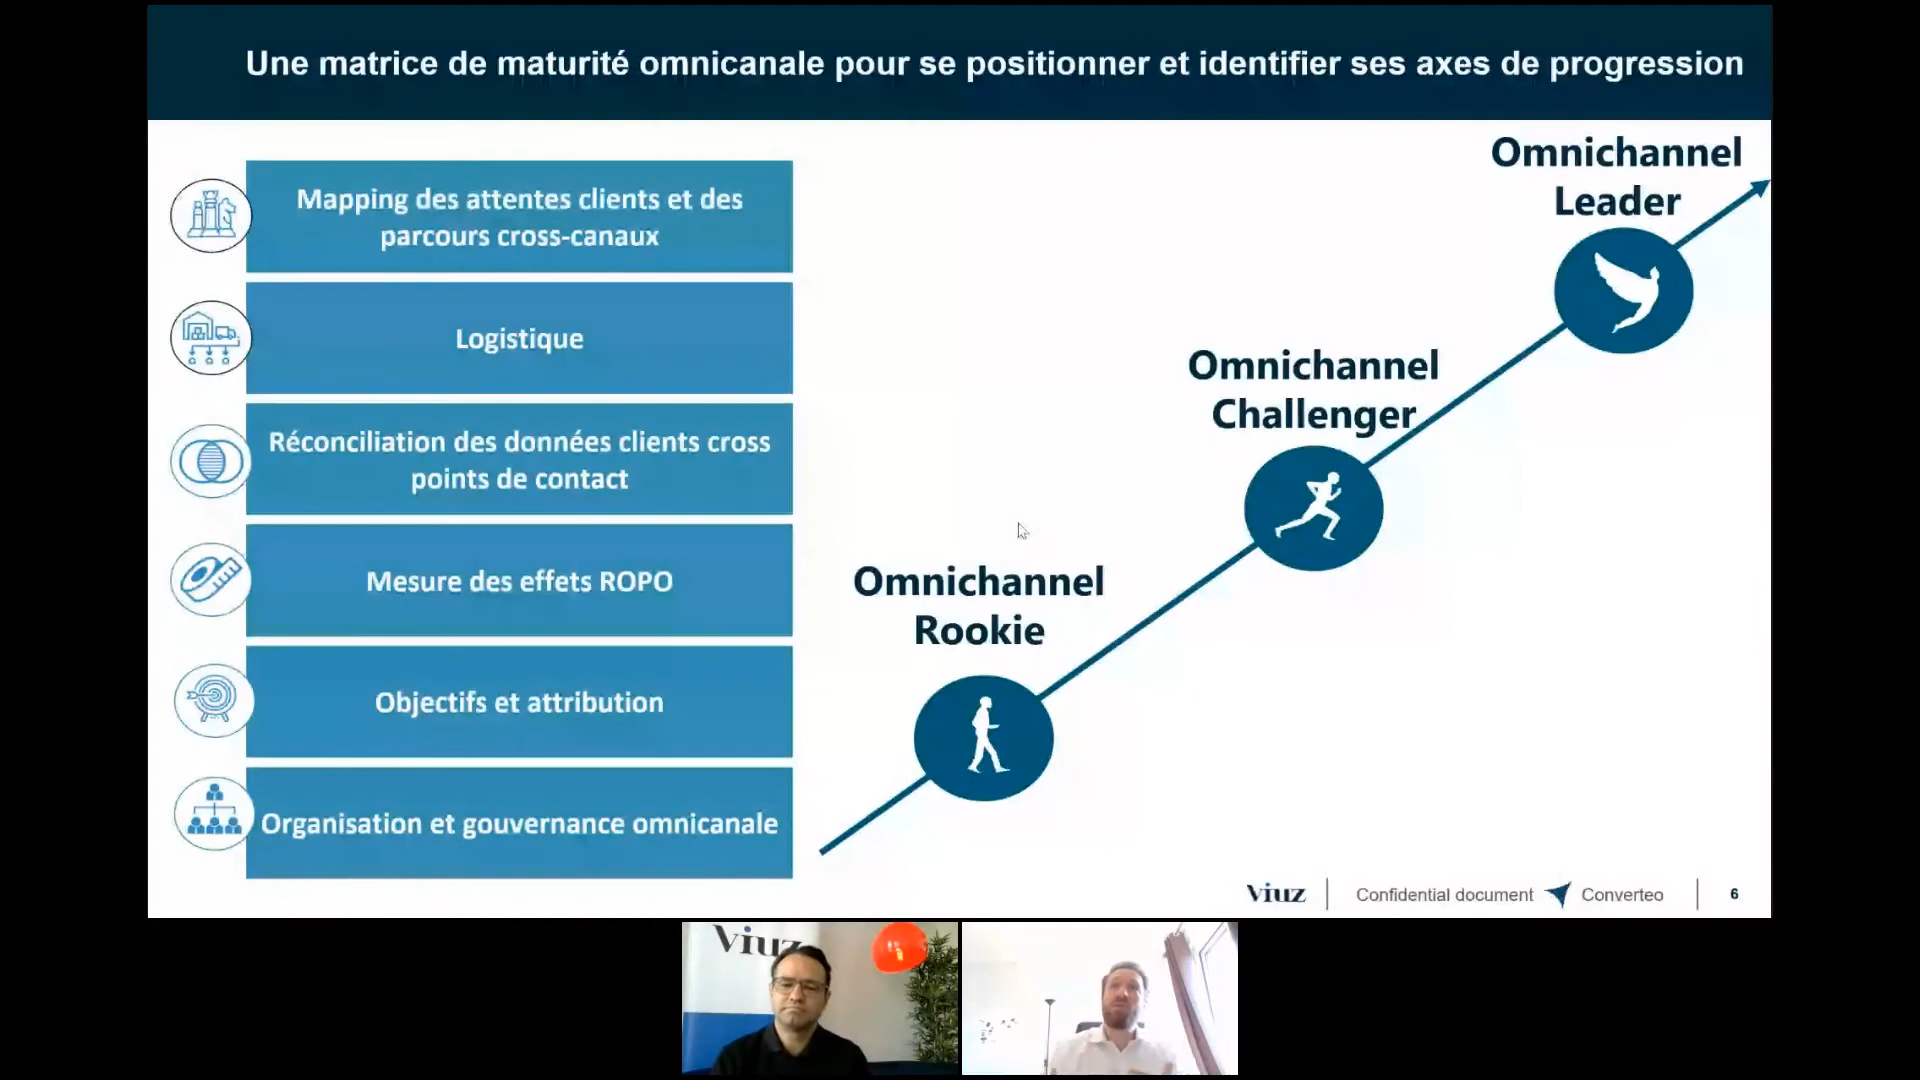 Une matrice de maturité omnicanale pour se positionner et identifier ses axes de progression
Mapping des attentes clients et des
parcours cross-canaux
Logistique
Réconciliation des données clients cross
points de contact
Mesure des effets ROPO
Objectifs et attribution
Organisation et gouvernance omnicanale
Omnichannel
Leader
Omnichannel
Challenger
Omnichannel
Rookie
Viuz
Confidential document
Converteo
6
Viuz